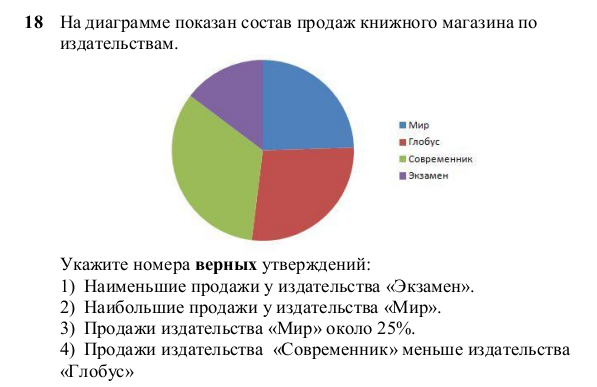 18 На диаграмме показан состав продаж книжного магазина по
издательствам.
Мир
Глобус
Современник
Экзамен
Укажите номера верных утверждений:
1) Наименьшие продажи у издательства «Экзамен».
2) Наибольшие продажи у издательства «Мир».
3) Продажи издательства «Мир» около 25%.
4) Продажи издательства «Современник» меньше издательства
«Глобус»